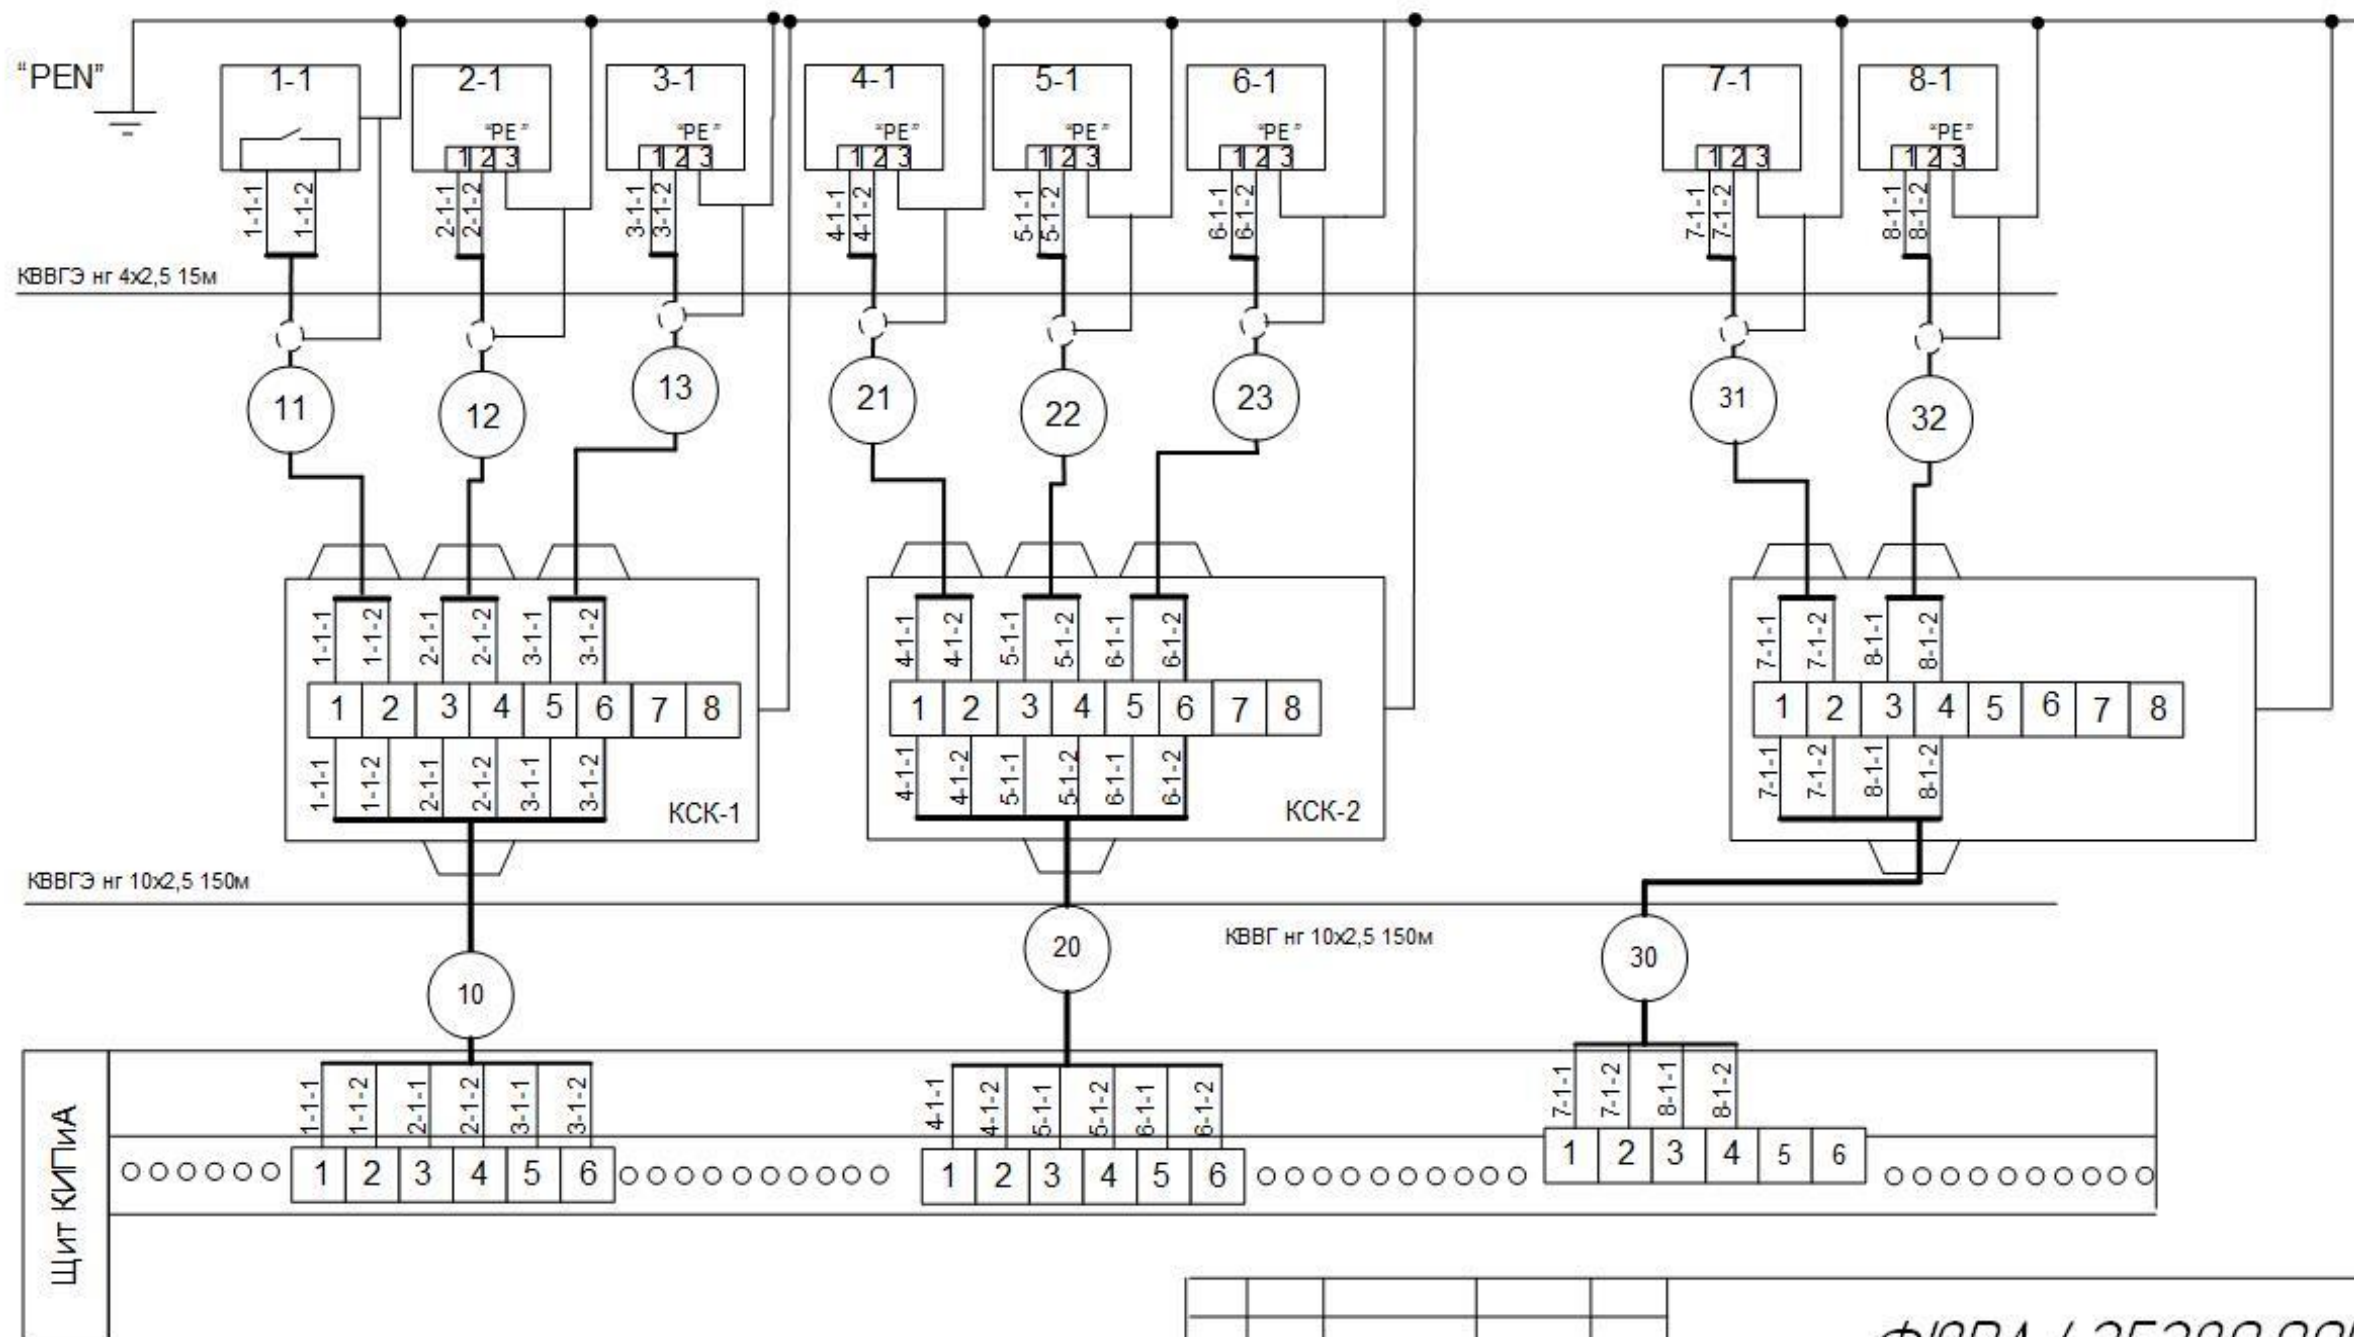 “PEN”
1-1 2-1 3-1 4-1 5-1 6-1 7-1 8-1
“PE” “PE” “PE” “PE” “PE” “PE”
1 2 3 1 2 3 1 2 3 1 2 3 1 2 3 1 2 3 1 2 3
1-1-1 1-1-2 2-1-1 2-1-2 3-1-1 3-1-2 4-1-1 4-1-2 5-1-1 5-1-2 6-1-1 6-1-2 7-1-1 7-1-2 8-1-1 8-1-2
КВВГЭ нг 4х2,5 15м
11 12 13 21 22 23 31 32
1-1-1 1-1-2 2-1-1 2-1-2 3-1-1 3-1-2 4-1-1 4-1-2 5-1-1 5-1-2 6-1-1 6-1-2 7-1-1 7-1-2 8-1-1 8-1-2
1 2 3 4 5 6 7 8 1 2 3 4 5 6 7 8 1 2 3 4 5 6 7 8
1-1-1 1-1-2 2-1-1 2-1-2 3-1-1 3-1-2 4-1-1 4-1-2 5-1-1 5-1-2 6-1-1 6-1-2 7-1-1 7-1-2 8-1-1 8-1-2
КСК-1 КСК-2
КВВГЭ нг 10х2,5 150м
КВВГ нг 10х2,5 150м
10 20 30
Щит КИПиА
1-1-1 1-1-2 2-1-1 2-1-2 3-1-1 3-1-2 4-1-1 4-1-2 5-1-1 5-1-2 6-1-1 6-1-2 7-1-1 7-1-2 8-1-1 8-1-2
1 2 3 4 5 6 1 2 3 4 5 6 1 2 3 4 5 6